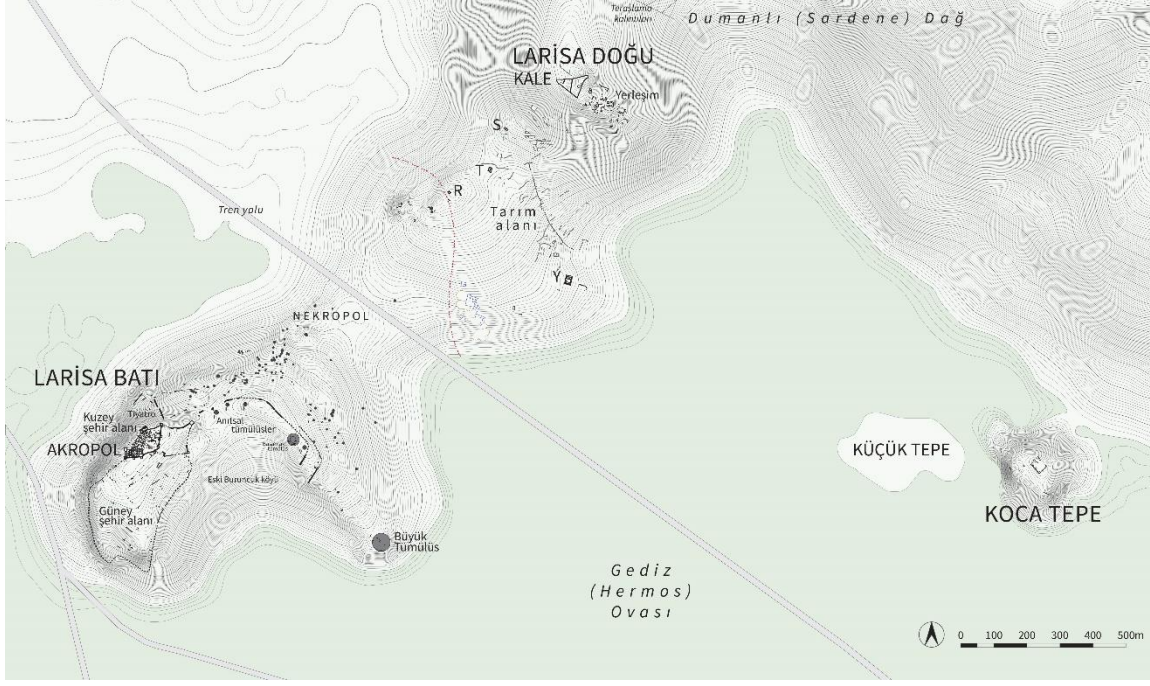 Teraslama
kalıntıları
Dumanlı (Sardene) Dağ
LARİSA DOĞU
KALE
Yerleşim
S
T
R
Tarım
alanı
Tren yolu
Y
NEKROPOL
LARİSA BATI
Tiyatro
Kuzey
şehir alanı
Anıtsal
tümülüsler
AKROPOL
Eski Buruncuk köyü
KÜÇÜK TEPE
Güney
şehir alanı
KOCA TEPE
Büyük
Tümülüs
Gediz
(Hermos)
Ovası
0 100 200 300 400 500m